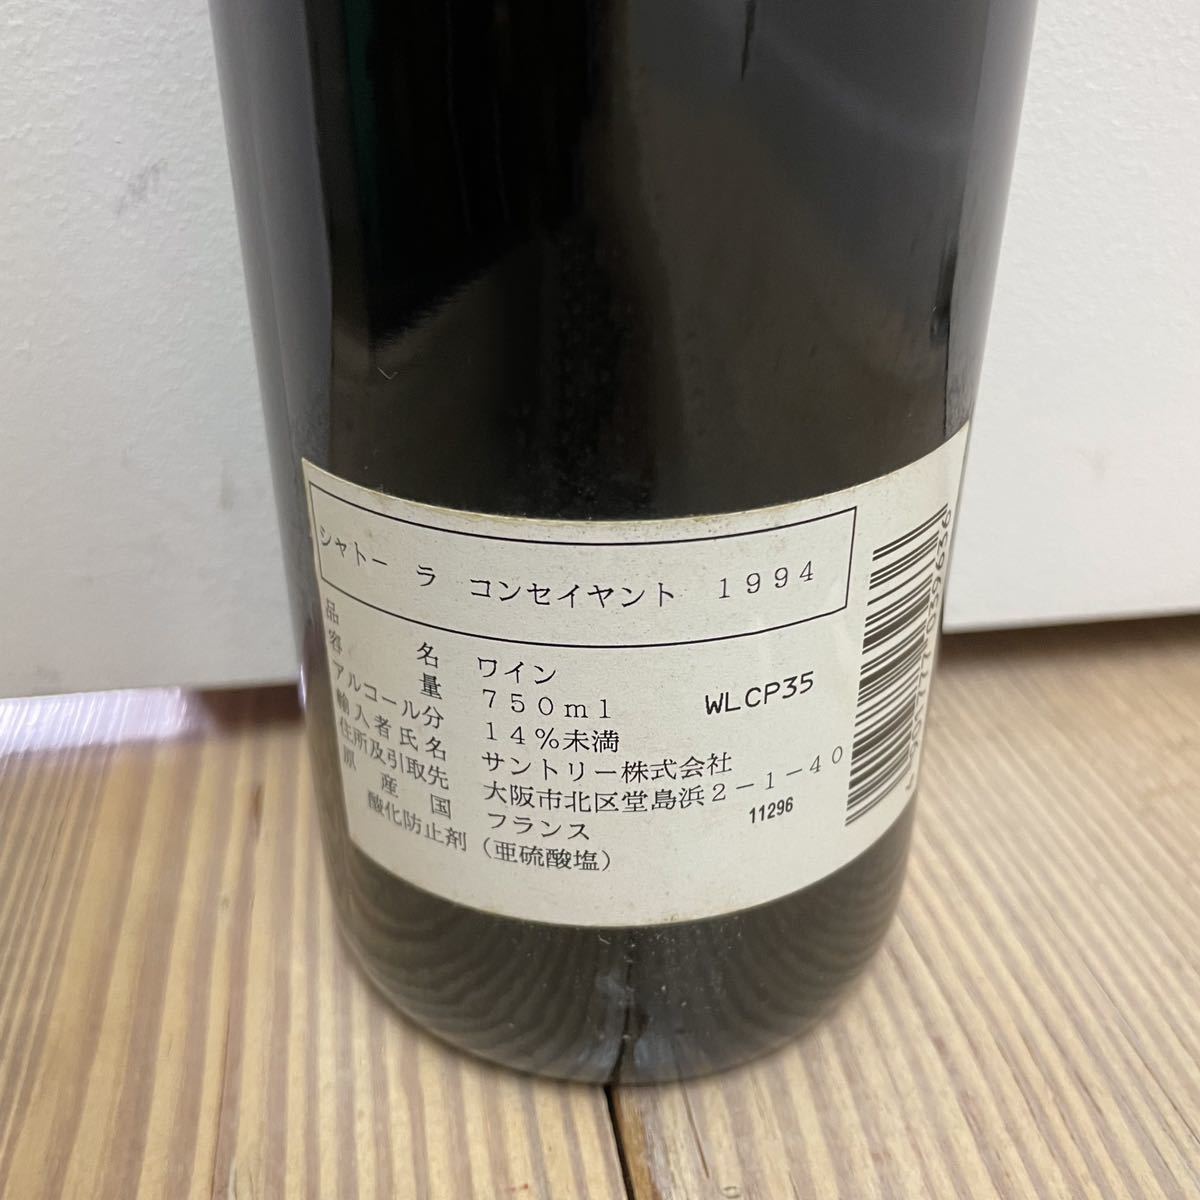 シャトー ラ コンセイヤント 1994
品名 ワイン
容量 750ml WLCP35
アルコール分 14%未満
輸入者氏名 サントリー株式会社
住所及引取先 大阪市北区堂島浜2-1-40
原産国 フランス 11296
酸化防止剤(亜硫酸塩)